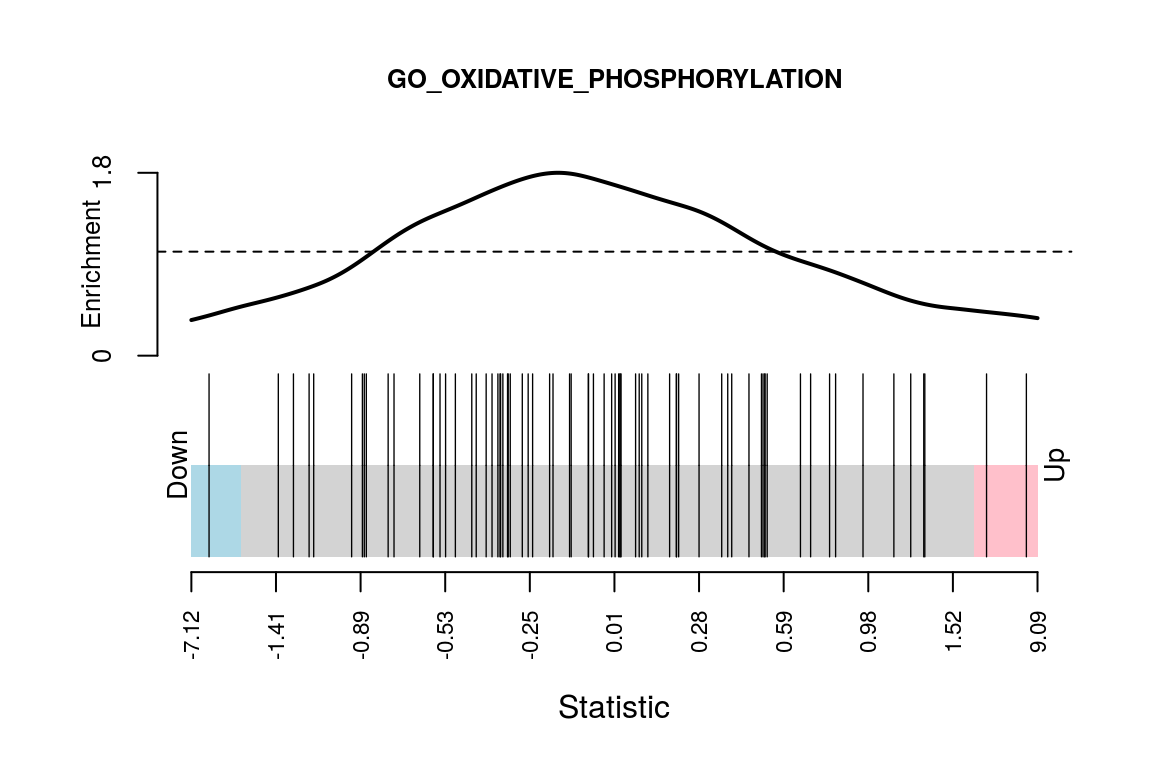 GO_OXIDATIVE_PHOSPHORYLATION
1.8
Enrichment
0
Down
Up
-7.12 -1.41 -0.89 -0.53 -0.25 0.01 0.28 0.59 0.98 1.52 9.09
Statistic